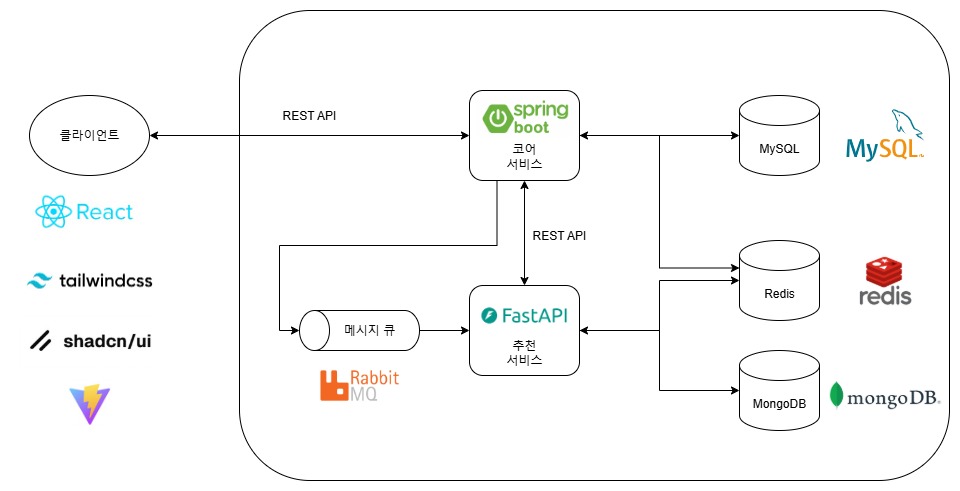 REST API
spring
boot
클라이언트
코어
서비스
MySQL
MySQL
React
REST API
tailwindcss
Redis
redis
FastAPI
shadcn/ui
메시지 큐
추천
서비스
Rabbit
MQ
MongoDB
mongoDB